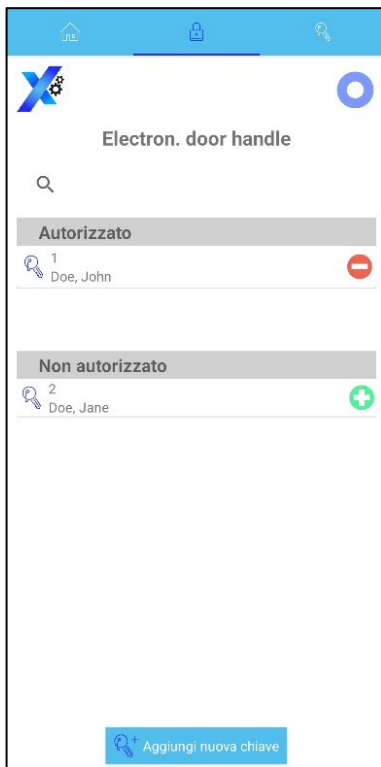 Electron. door handle
Autorizzato
1
Doe, John
Non autorizzato
2
Doe, Jane
Aggiungi nuova chiave